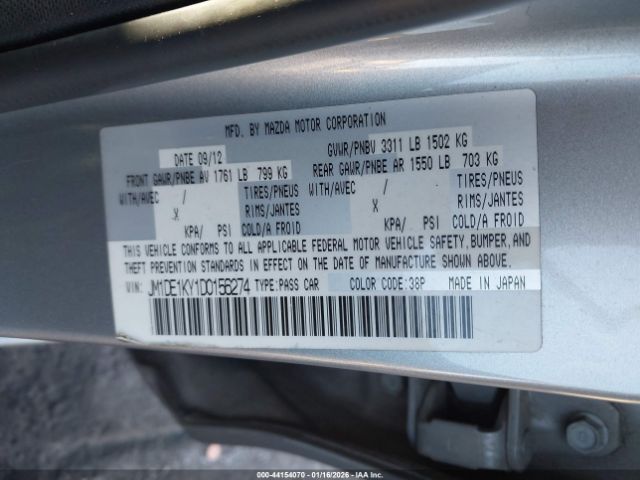 MFD. BY MAZDA MOTOR CORPORATION
DATE 09/12 GVWR/PNBV 3311 LB 1502 KG
FRONT GAWR/PNBE AV 1761 LB 799 KG REAR GAWR/PNBE AR 1550 LB 703 KG
WITH/AVEC / TIRES/PNEUS WITH/AVEC / TIRES/PNEUS
X RIMS/JANTES X RIMS/JANTES
KPA/ PSI COLD/A FROID KPA/ PSI COLD/A FROID
THIS VEHICLE CONFORMS TO ALL APPLICABLE FEDERAL MOTOR VEHICLE SAFETY, BUMPER, AND
THEFT PREVENTION STANDARDS IN EFFECT ON THE DATE OF MANUFACTURE SHOWN ABOVE.
VIN: JM1DE1KY1D0156274 TYPE:PASS CAR COLOR CODE:38P MADE IN JAPAN
000-44154070 - 01/16/2026 - IAAI.COM